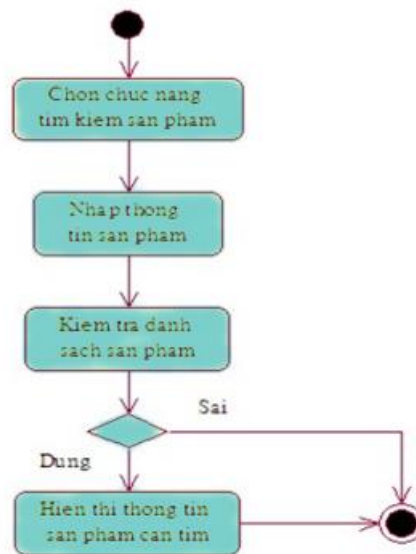 Chon chuc nang
tim kiem san pham
Nhap thong
tin san pham
Kiem tra danh
sach san pham
Sai
Dung
Hien thi thong tin
san pham can tim